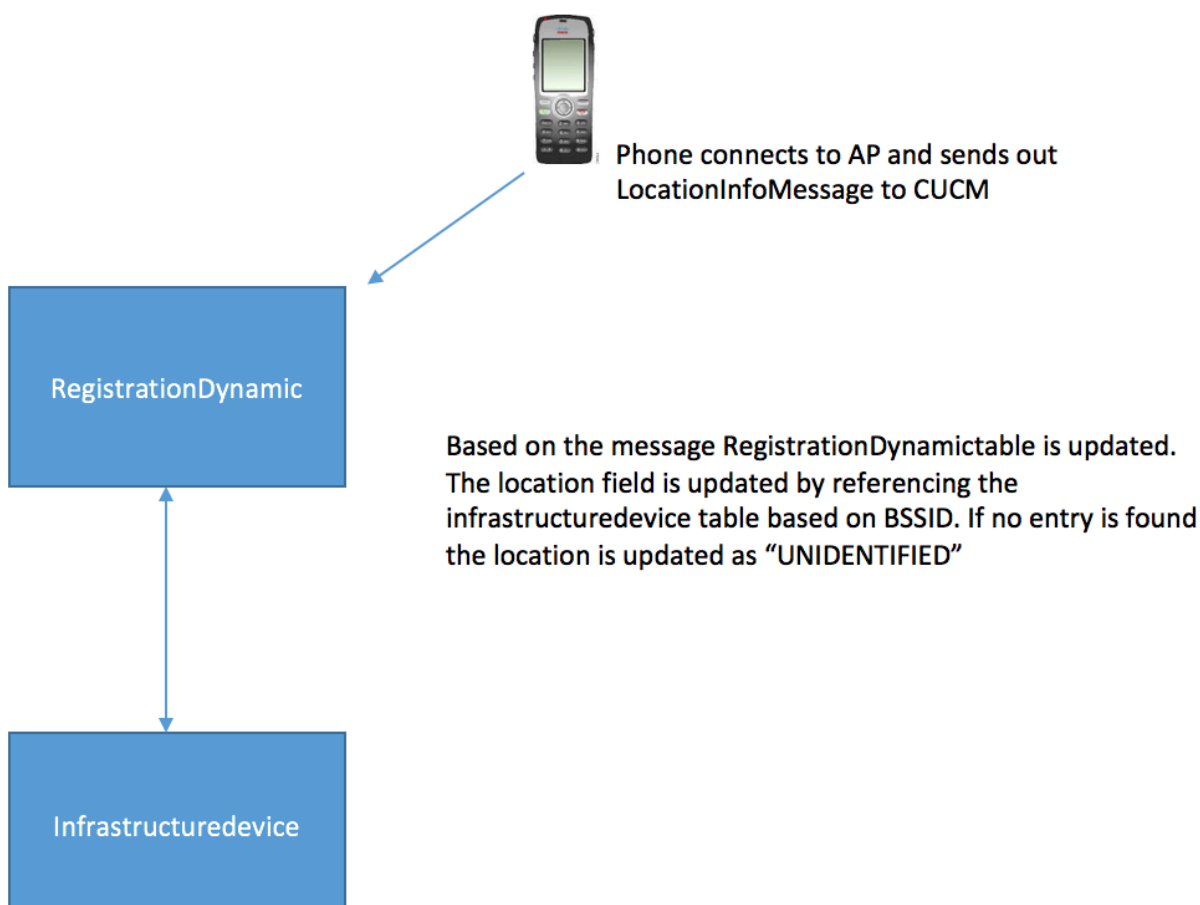 Phone connects to AP and sends out
LocationInfoMessage to CUCM
RegistrationDynamic
Based on the message RegistrationDynamictable is updated.
The location field is updated by referencing the
infrastructuredevice table based on BSSID. If no entry is found
the location is updated as “UNIDENTIFIED”
Infrastructuredevice